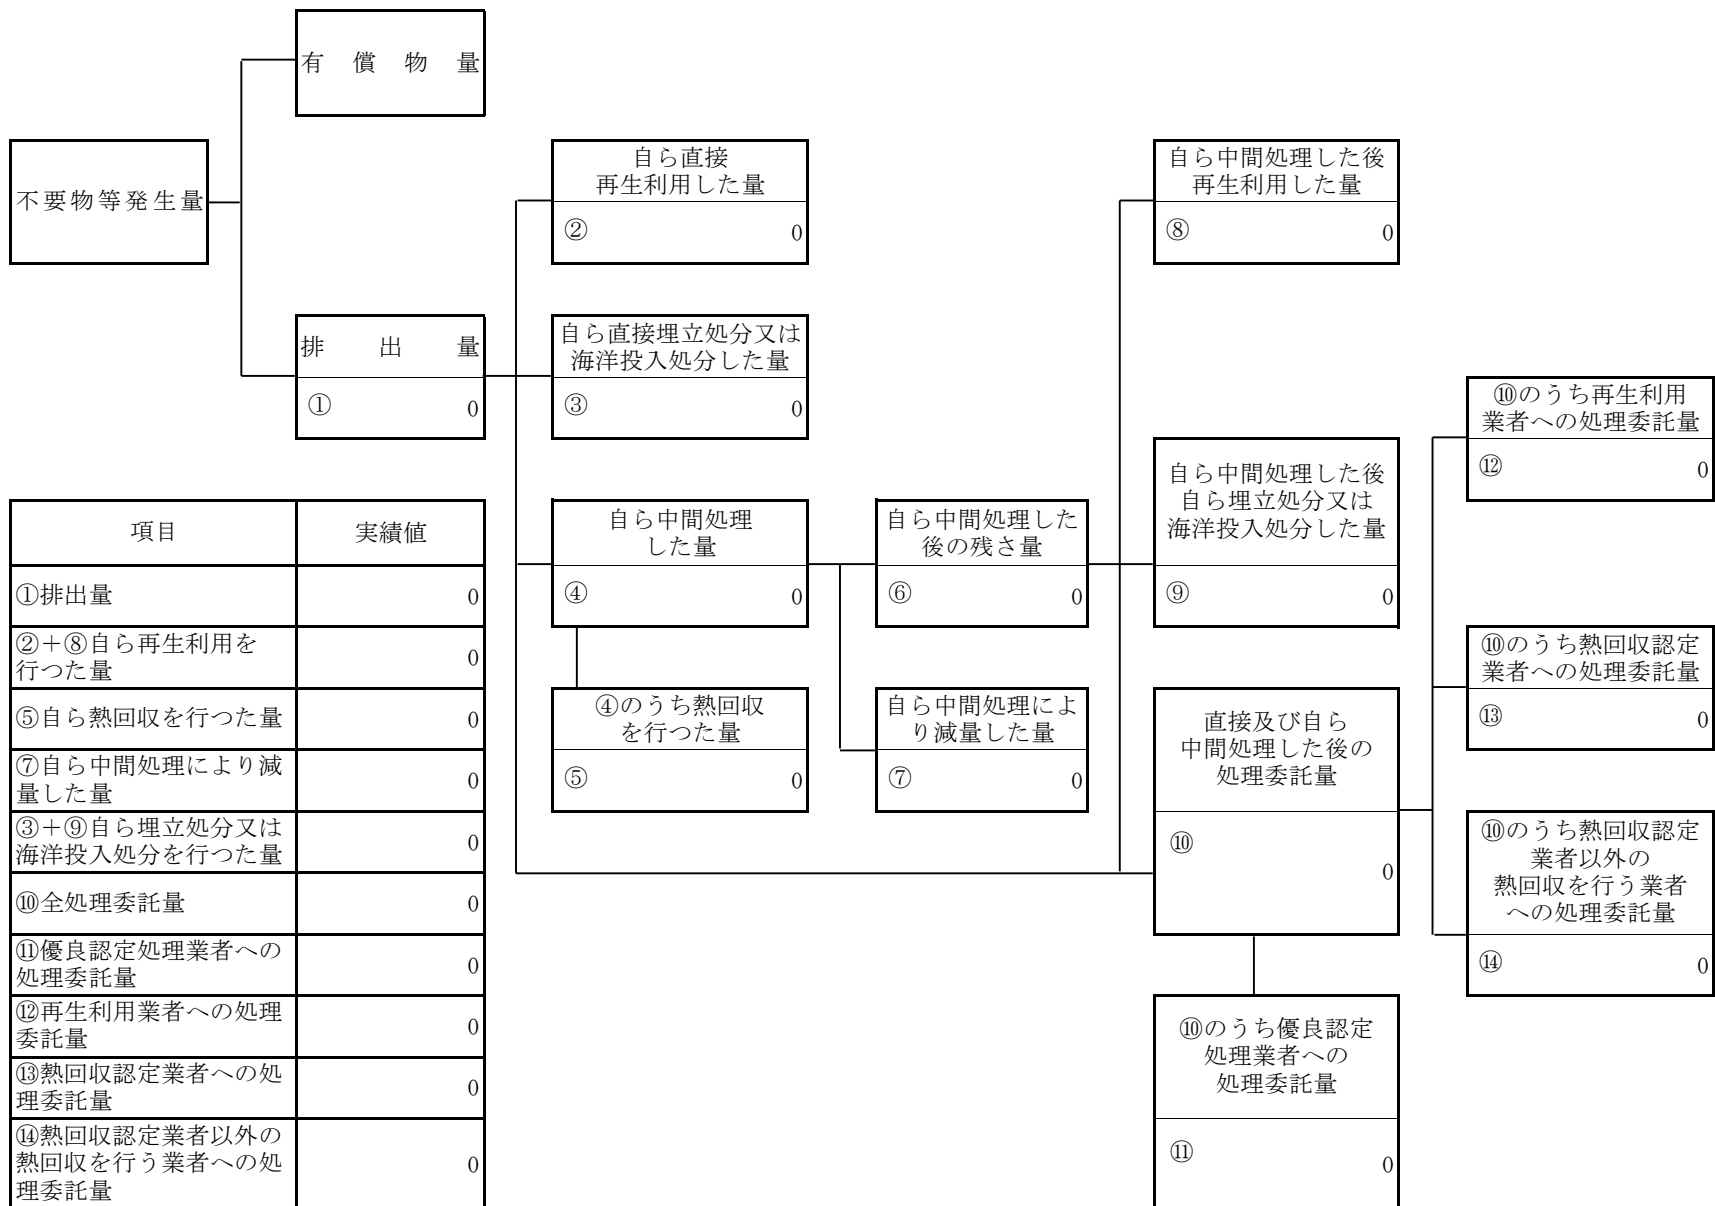 有償物量
不要物等発生量
排出量
① 0
自ら直接
再生利用した量
② 0
自ら直接埋立処分又は
海洋投入処分した量
③ 0
自ら中間処理
した量
④ 0
④のうち熱回収
を行つた量
⑤ 0
自ら中間処理した
後の残さ量
⑥ 0
自ら中間処理によ
り減量した量
⑦ 0
自ら中間処理した後
再生利用した量
⑧ 0
自ら中間処理した後
自ら埋立処分又は
海洋投入処分した量
⑨ 0
直接及び自ら
中間処理した後の
処理委託量
⑩
0
⑩のうち優良認定
処理業者への
処理委託量
⑪ 0
⑩のうち再生利用
業者への処理委託量
⑫ 0
⑩のうち熱回収認定
業者への処理委託量
⑬ 0
⑩のうち熱回収認定
業者以外の
熱回収を行う業者
への処理委託量
⑭ 0
項目 実績値
①排出量 0
②＋⑧自ら再生利用を
行つた量 0
⑤自ら熱回収を行つた量 0
⑦自ら中間処理により減
量した量 0
③＋⑨自ら埋立処分又は
海洋投入処分を行つた量 0
⑩全処理委託量 0
⑪優良認定処理業者への
処理委託量 0
⑫再生利用業者への処理
委託量 0
⑬熱回収認定業者への処
理委託量 0
⑭熱回収認定業者以外の
熱回収を行う業者への処 0
理委託量